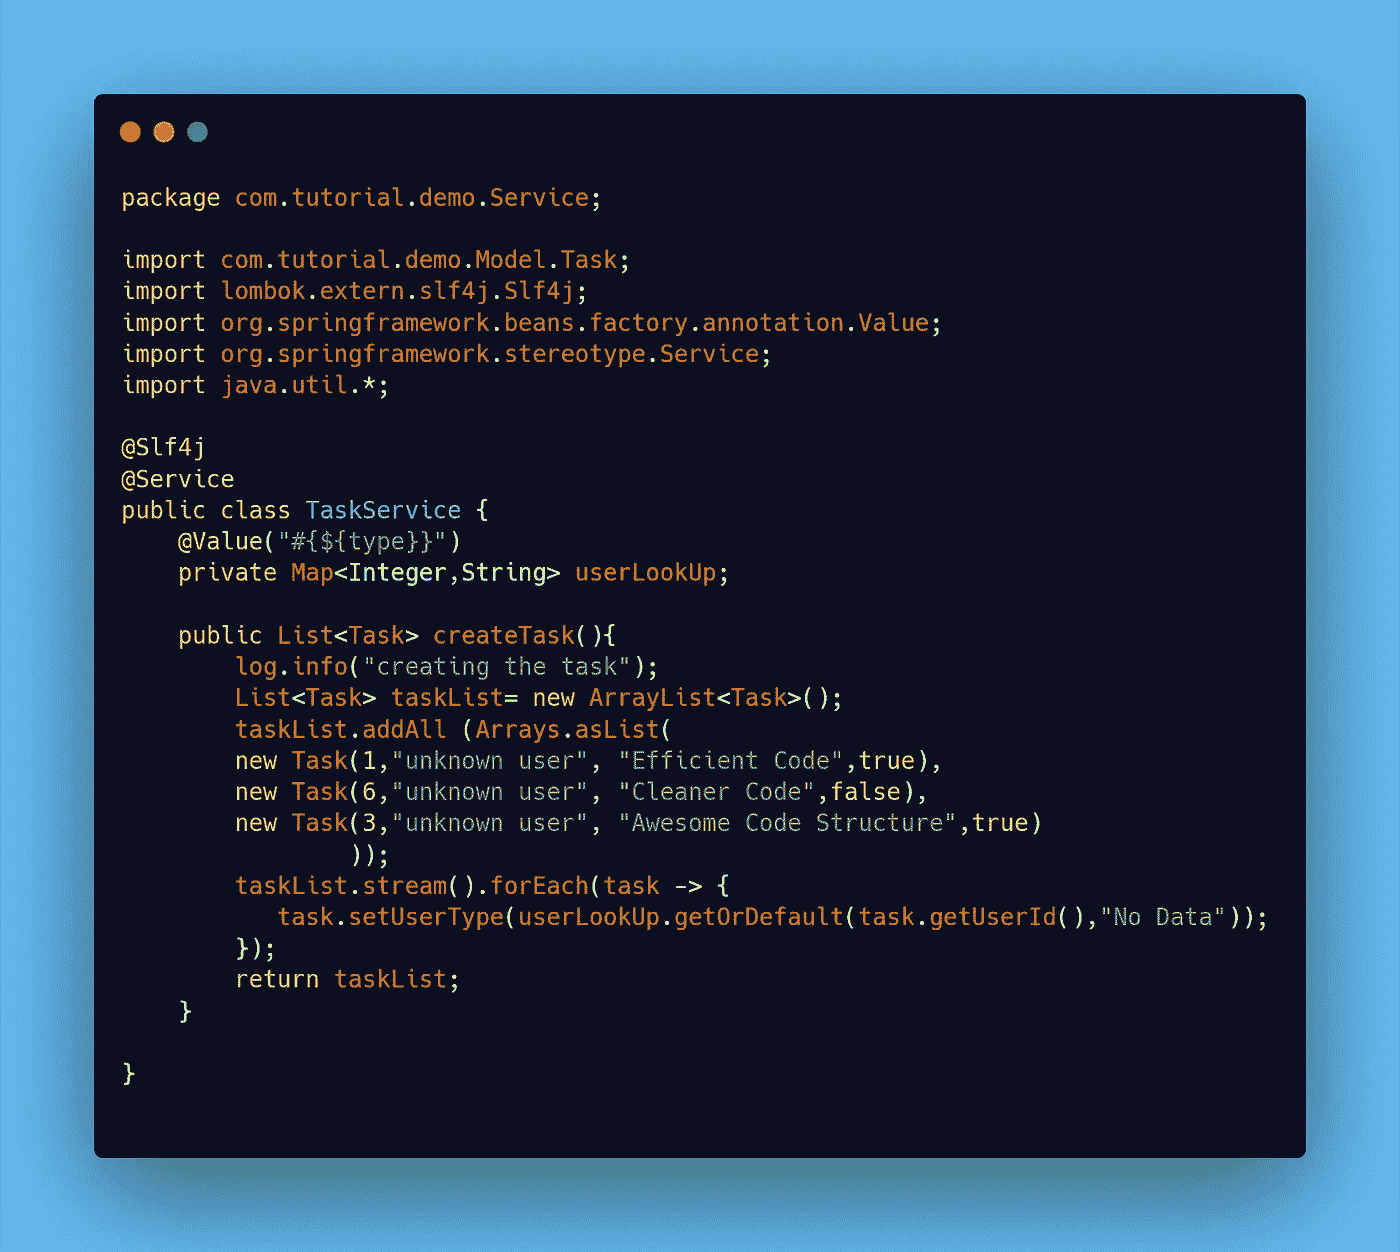 package com.tutorial.demo.Service;

import com.tutorial.demo.Model.Task;
import lombok.extern.slf4j.Slf4j;
import org.springframework.beans.factory.annotation.Value;
import org.springframework.stereotype.Service;
import java.util.*;

@Slf4j
@Service
public class TaskService {
    @Value("#{${type}}")
    private Map<Integer,String> userLookUp;

    public List<Task> createTask(){
        log.info("creating the task");
        List<Task> taskList= new ArrayList<Task>();
        taskList.addAll (Arrays.asList(
        new Task(1,"unknown user", "Efficient Code",true),
        new Task(6,"unknown user", "Cleaner Code",false),
        new Task(3,"unknown user", "Awesome Code Structure",true)
                ));
        taskList.stream().forEach(task -> {
           task.setUserType(userLookUp.getOrDefault(task.getUserId(),"No Data"));
        });
        return taskList;
    }

}